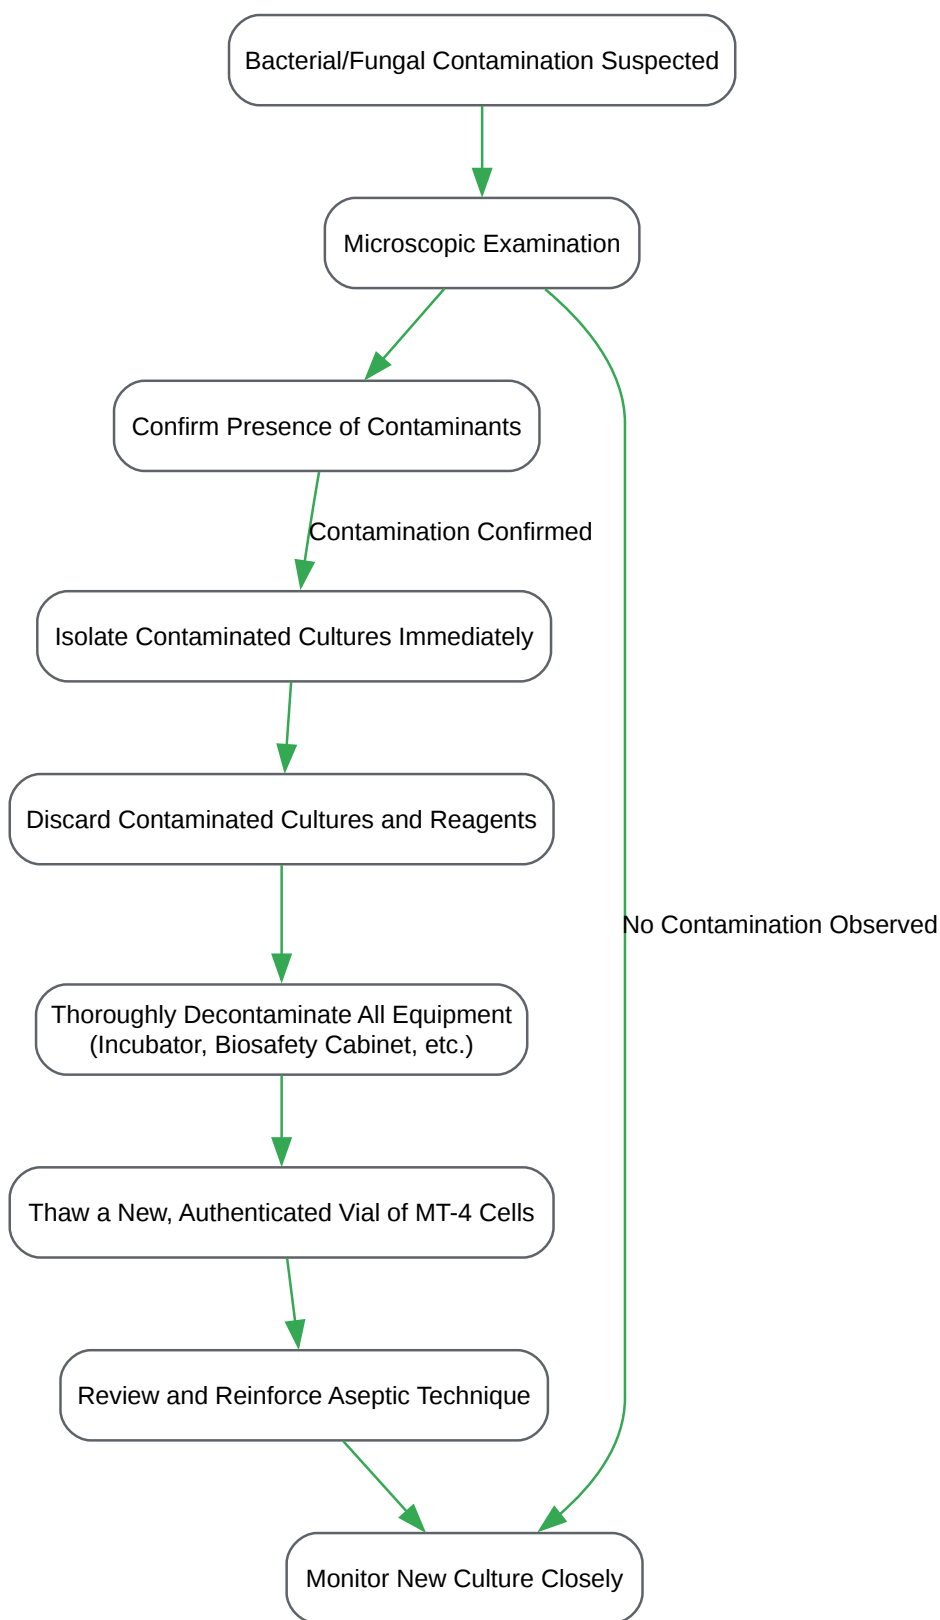 Bacterial/Fungal Contamination Suspected
Microscopic Examination
Confirm Presence of Contaminants
Contamination Confirmed
Isolate Contaminated Cultures Immediately
Discard Contaminated Cultures and Reagents
No Contamination Observed
Thoroughly Decontaminate All Equipment
(Incubator, Biosafety Cabinet, etc.)
Thaw a New, Authenticated Vial of MT-4 Cells
Review and Reinforce Aseptic Technique
Monitor New Culture Closely